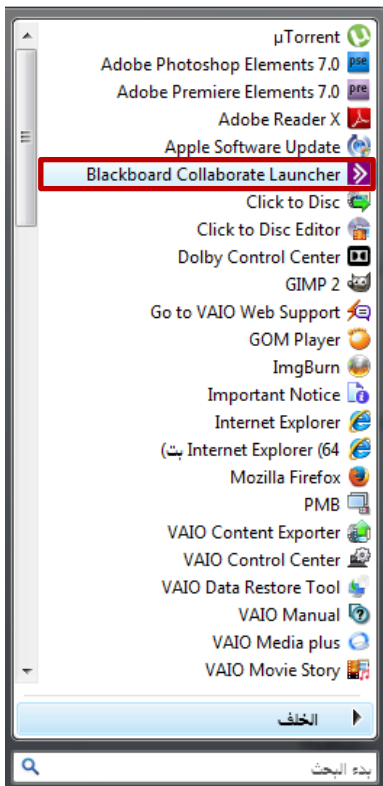 µTorrent
Adobe Photoshop Elements 7.0
Adobe Premiere Elements 7.0
Adobe Reader X
Apple Software Update
Blackboard Collaborate Launcher
Click to Disc
Click to Disc Editor
Dolby Control Center
GIMP 2
Go to VAIO Web Support
GOM Player
ImgBurn
Important Notice
Internet Explorer
Internet Explorer (64 بت)
Mozilla Firefox
PMB
VAIO Content Exporter
VAIO Control Center
VAIO Data Restore Tool
VAIO Manual
VAIO Media plus
VAIO Movie Story
الخلف
بدء البحث